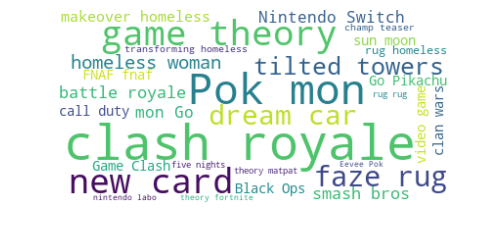 makeover homeless Nintendo Switch
game theory champ teaser
transforming homeless sun moon
rug homeless
homeless woman tilted towers
FNAF fnaf Pok mon Go Pikachu
battle royale rug rug
call duty mon Go dream car video game clan wars
clash royale
Game Clash five nights Eevee Pok
new card theory matpat faze rug
Black Ops smash bros
nintendo labo theory fortnite